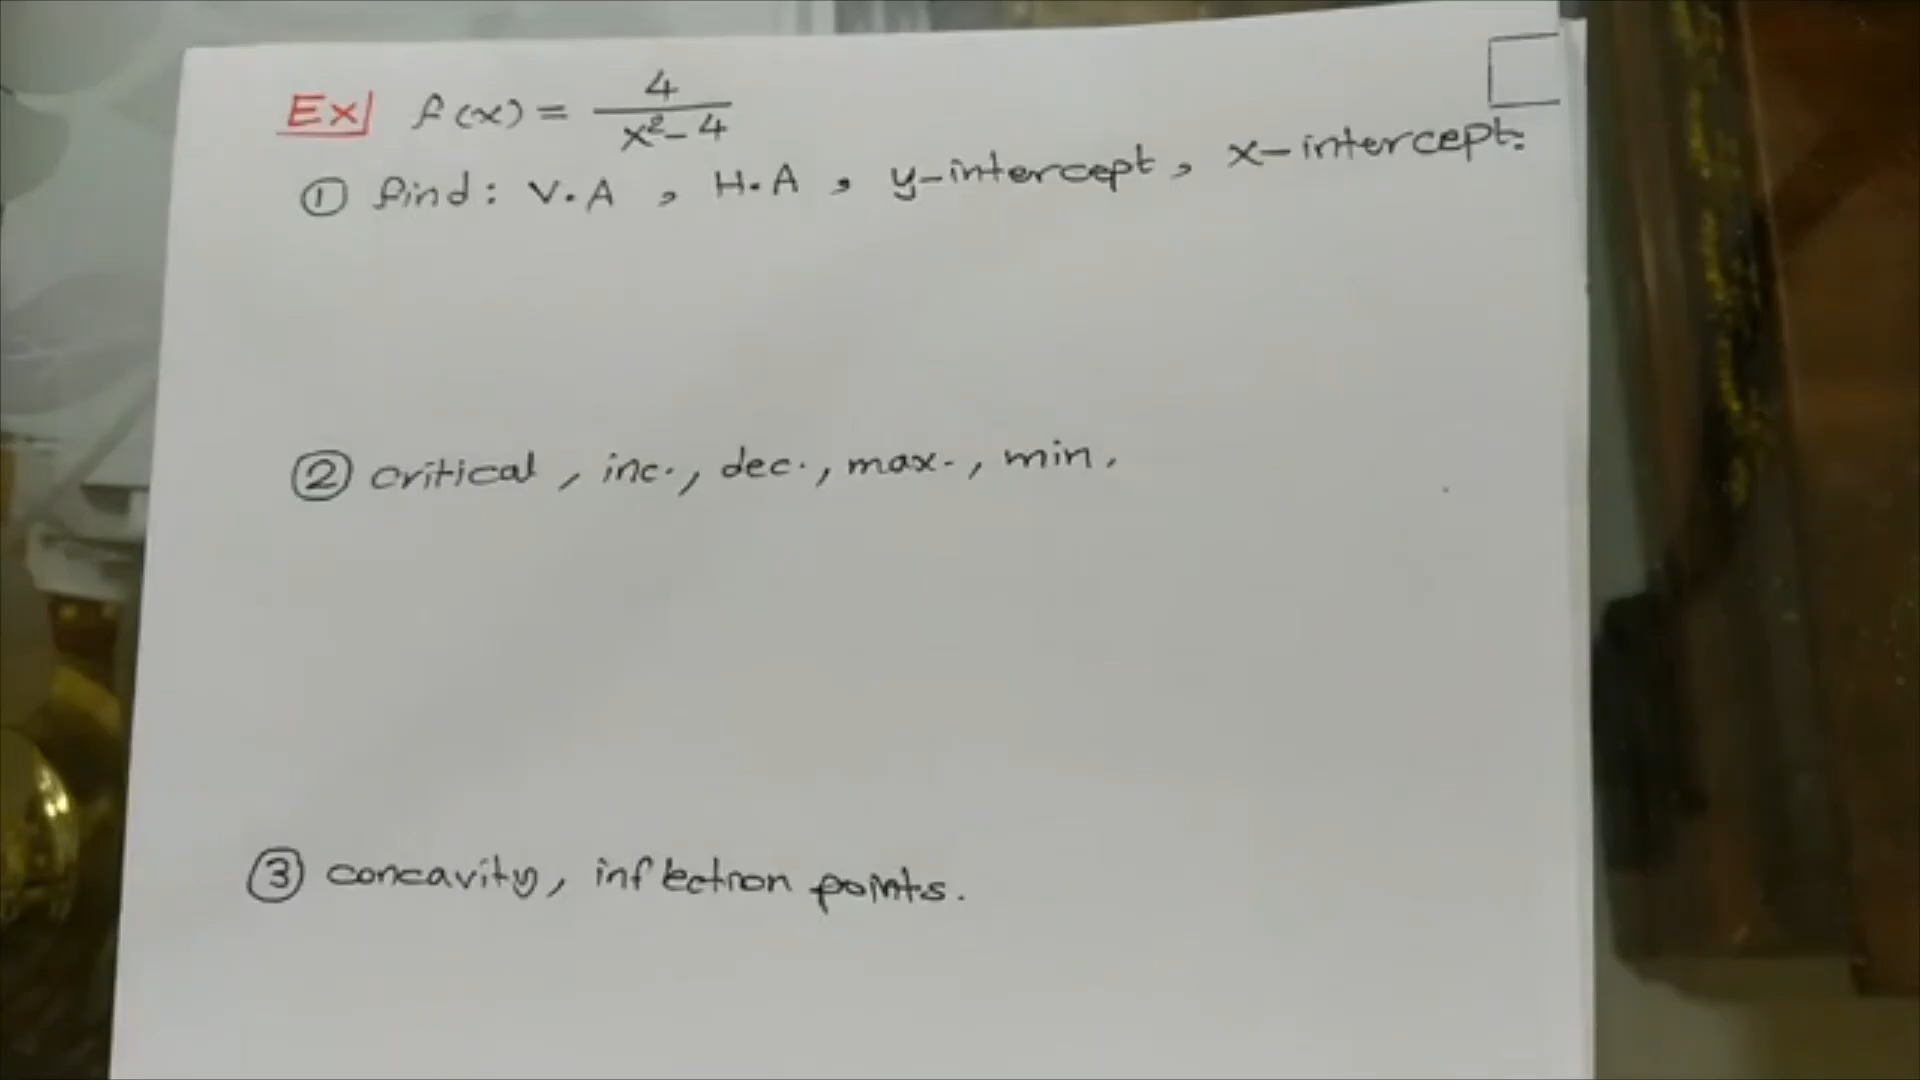 Ex f(x) = 4/(x²-4)
① find: V.A , H.A , y-intercept, x-intercept.
② critical, inc., dec., max., min.
③ concavity, inflection points.